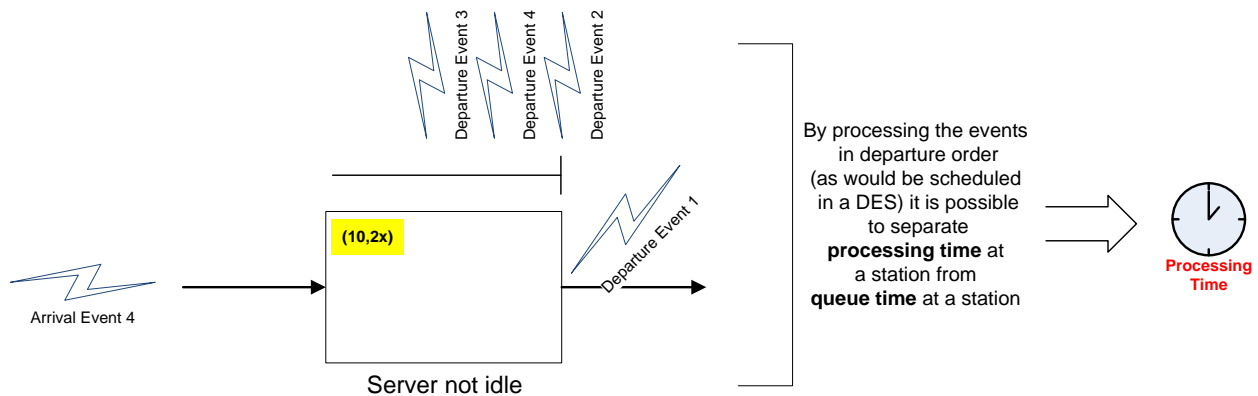 Departure Event 3
Departure Event 4
Departure Event 2
Departure Event 1
(10,2x)
Arrival Event 4
Server not idle
By processing the events
in departure order
(as would be scheduled
in a DES) it is possible
to separate
processing time at
a station from
queue time at a station
Processing
Time